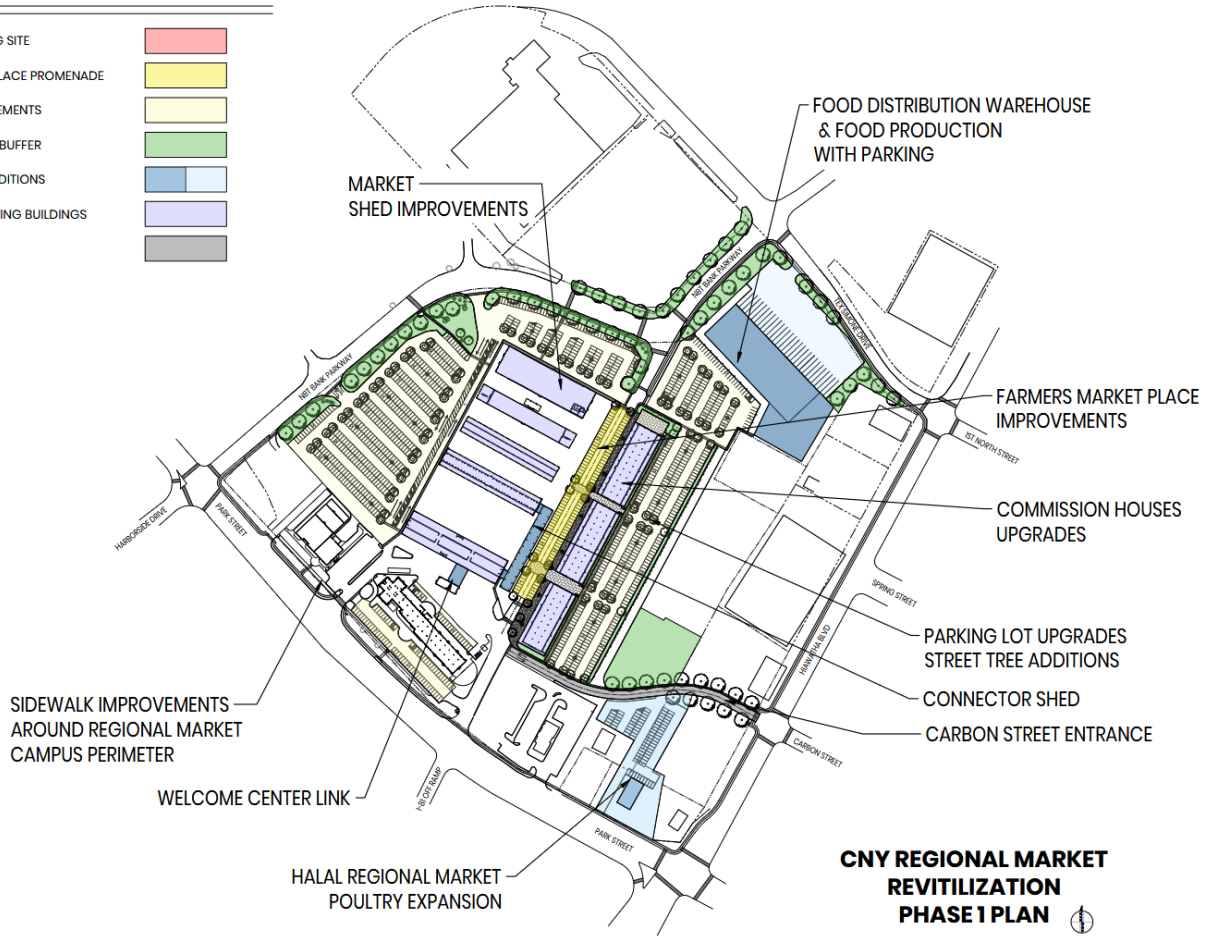 G SITE
LACE PROMENADE
EMENTS
BUFFER
DITIONS
ING BUILDINGS
FOOD DISTRIBUTION WAREHOUSE
& FOOD PRODUCTION
WITH PARKING
MARKET
SHED IMPROVEMENTS
NBT BANK PARKWAY
TEX SIMONE DRIVE
NBT BANK PARKWAY
FARMERS MARKET PLACE
IMPROVEMENTS
1ST NORTH STREET
COMMISSION HOUSES
UPGRADES
HARBORSIDE DRIVE
PARK STREET
SPRING STREET
HIAWATHA BLVD
PARKING LOT UPGRADES
STREET TREE ADDITIONS
CONNECTOR SHED
CARBON STREET ENTRANCE
CARBON STREET
SIDEWALK IMPROVEMENTS
AROUND REGIONAL MARKET
CAMPUS PERIMETER
I-81 OFF RAMP
WELCOME CENTER LINK
PARK STREET
HALAL REGIONAL MARKET
POULTRY EXPANSION
CNY REGIONAL MARKET
REVITILIZATION
PHASE 1 PLAN